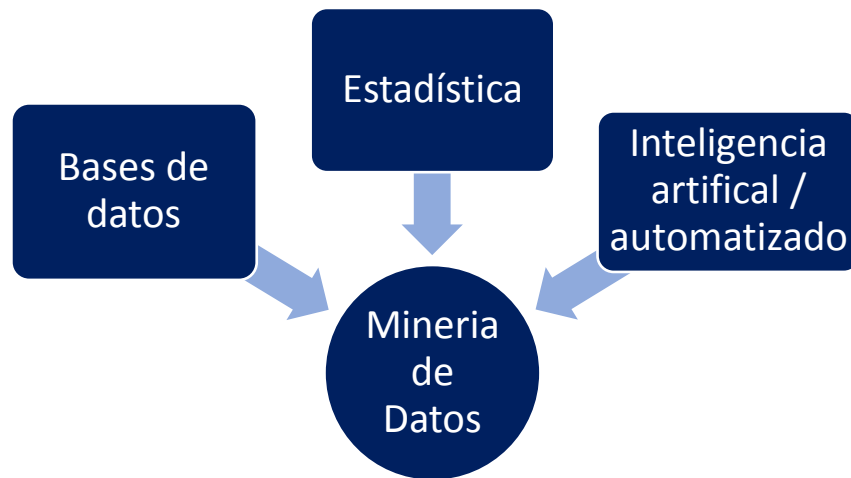 Estadística
Bases de
datos
Inteligencia
artifical /
automatizado
Mineria
de
Datos